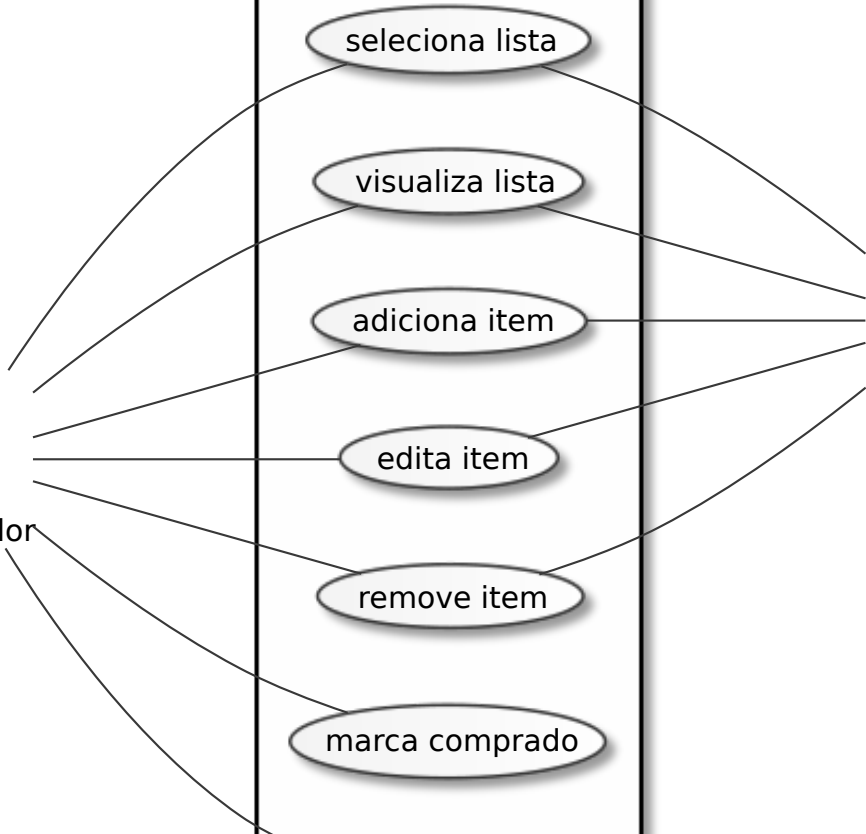 seleciona lista
visualiza lista
adiciona item
edita item
remove item
marca comprado